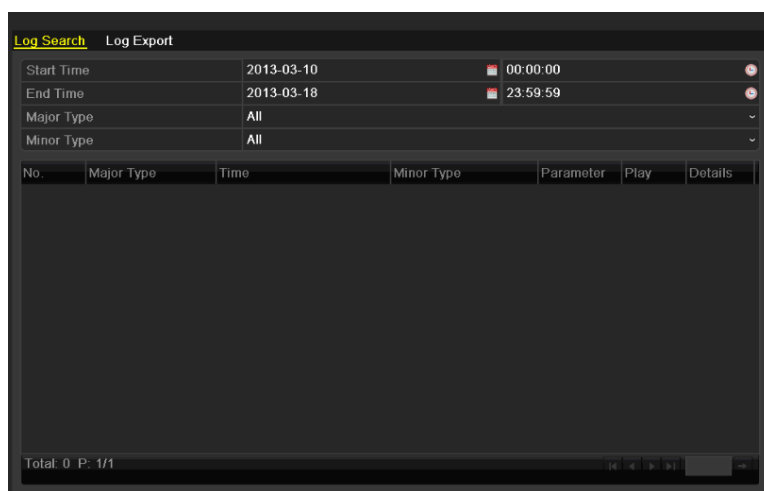 Log Search Log Export
Start Time 2013-03-10 00:00:00
End Time 2013-03-18 23:59:59
Major Type All
Minor Type All
No. Major Type Time Minor Type Parameter Play Details
Total: 0 P: 1/1